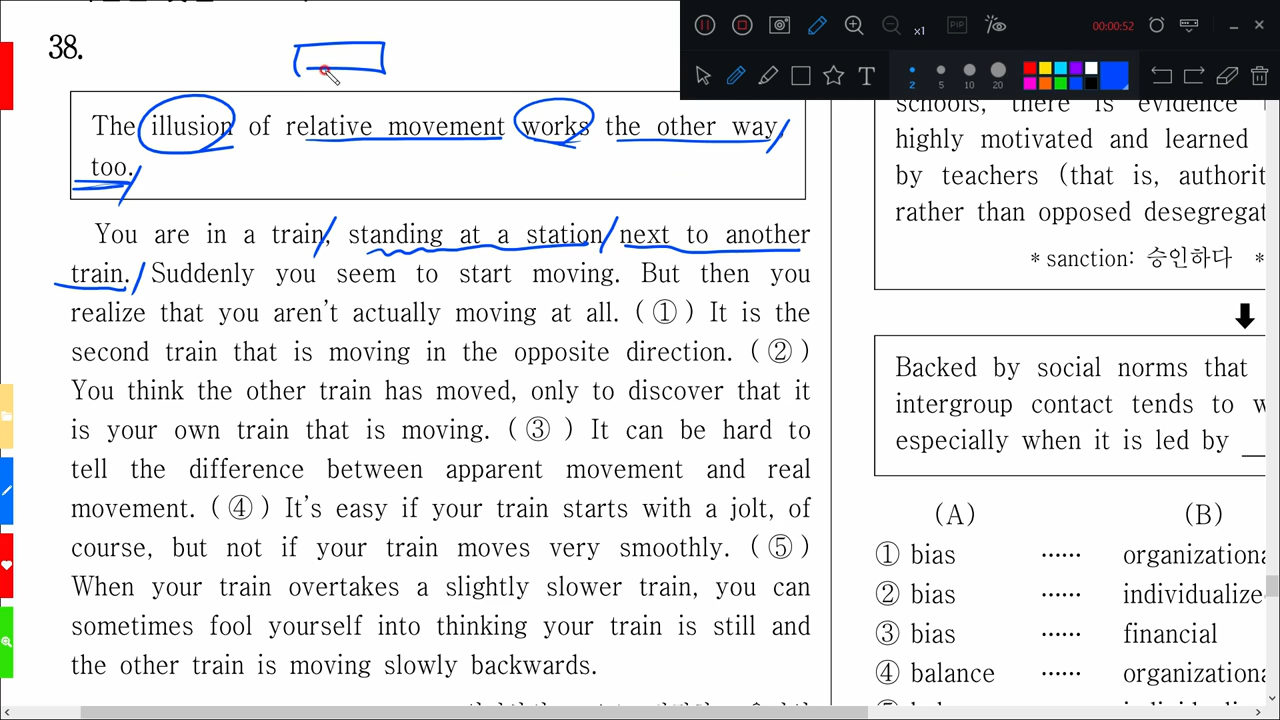 PIP
x1
00:00:52
T
2 5 10 20
38.
The illusion of relative movement works the other way,
too.
You are in a train, standing at a station next to another
train. Suddenly you seem to start moving. But then you
realize that you aren't actually moving at all. ( ① ) It is the
second train that is moving in the opposite direction. ( ② )
You think the other train has moved, only to discover that it
is your own train that is moving. ( ③ ) It can be hard to
tell the difference between apparent movement and real
movement. ( ④ ) It's easy if your train starts with a jolt, of
course, but not if your train moves very smoothly. ( ⑤ )
When your train overtakes a slightly slower train, you can
sometimes fool yourself into thinking your train is still and
the other train is moving slowly backwards.
schools, there is evidence
highly motivated and learned
by teachers (that is,
rather than opposed
* sanction: 승인하다 *
Backed by social norms that
intergroup contact tends to
especially when it is led by
(A) (B)
① bias ······
② bias ······
③ bias ······ financial
④ balance ······